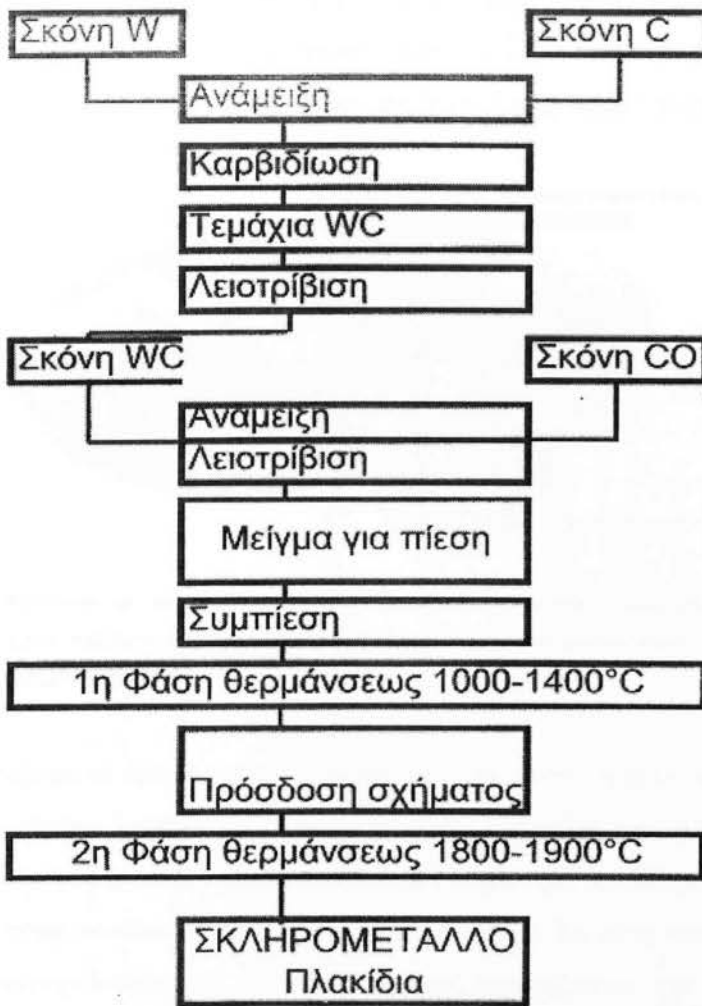 Σκόνη W
Σκόνη C
Ανάμειξη
Καρβιδίωση
Τεμάχια WC
Λειοτρίβιση
Σκόνη WC
Σκόνη CO
Ανάμειξη
Λειοτρίβιση
Μείγμα για πίεση
Συμπίεση
1η Φάση θερμάνσεως 1000-1400°C
Πρόσδοση σχήματος
2η Φάση θερμάνσεως 1800-1900°C
ΣΚΛΗΡΟΜΕΤΑΛΛΟ
Πλακίδια